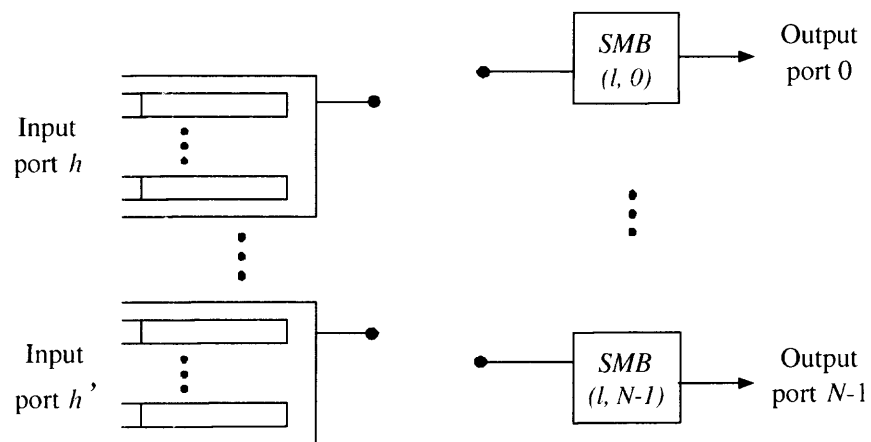 SMB
(l, 0)
Output
port 0
Input
port h
Input
port h'
SMB
(l, N-1)
Output
port N-1